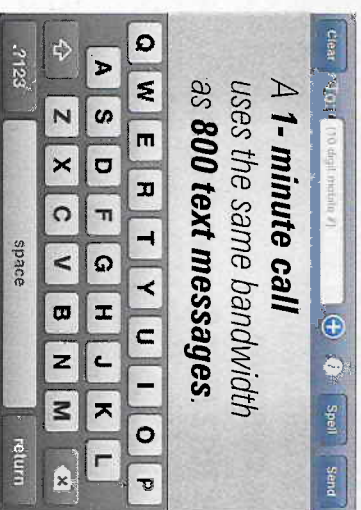 Clear
(10 digit mobile #)
Spell
Send
A 1- minute call
uses the same bandwidth
as 800 text messages.
Q W E R T Y U I O P
A S D F G H J K L
Z X C V B N M
.?123
space
return